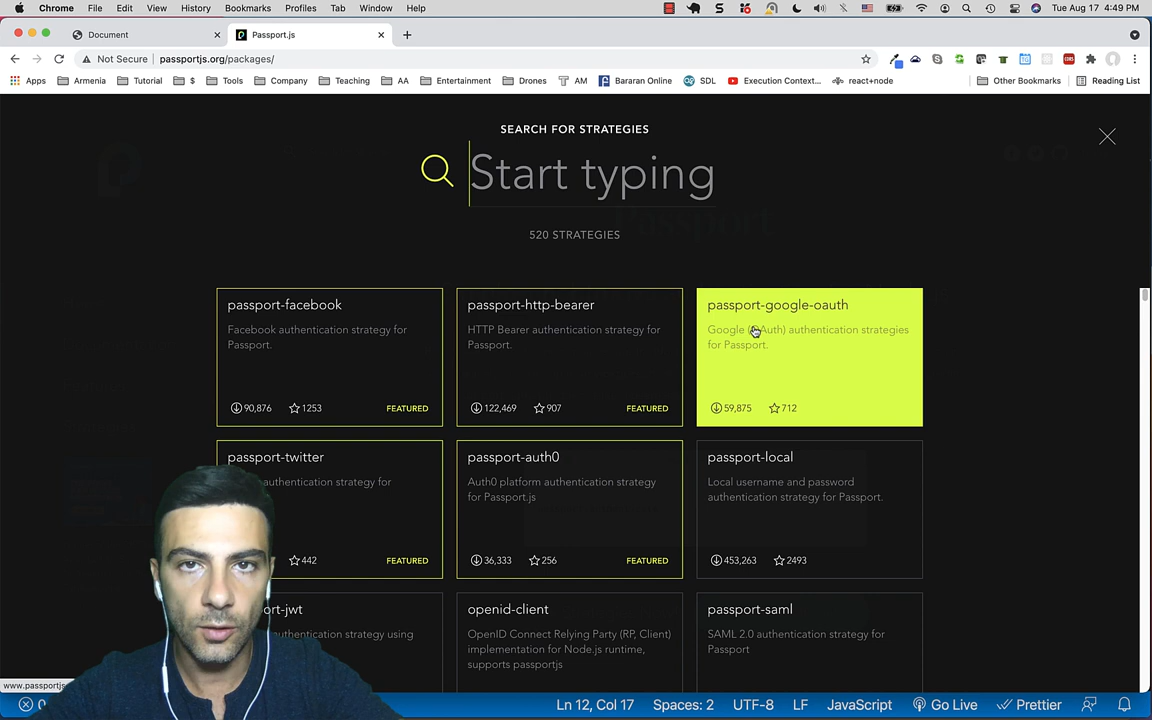 Chrome File Edit View History Bookmarks Profiles Tab Window Help Tue Aug 17 4:49 PM
Document Passport.js
Not Secure passportjs.org/packages/
Apps Armenia Tutorial $ Tools Company Teaching AA Entertainment Drones AM Bararan Online SDL Execution Context... react+node Other Bookmarks Reading List
SEARCH FOR STRATEGIES
Start typing
520 STRATEGIES
passport-facebook
Facebook authentication strategy for
Passport.
90,876 1253 FEATURED
passport-http-bearer
HTTP Bearer authentication strategy for
Passport.
122,469 907 FEATURED
passport-google-oauth
Google (OAuth) authentication strategies
for Passport.
59,875 712
passport-twitter
authentication strategy for
442 FEATURED
passport-auth0
Auth0 platform authentication strategy
for Passport.js
36,333 256 FEATURED
passport-local
Local username and password
authentication strategy for Passport.
453,263 2493
ort-jwt
authentication strategy using
openid-client
OpenID Connect Relying Party (RP, Client)
implementation for Node.js runtime,
supports passportjs
passport-saml
SAML 2.0 authentication strategy for
Passport
www.passportjs
0 Ln 12, Col 17 Spaces: 2 UTF-8 LF JavaScript Go Live Prettier